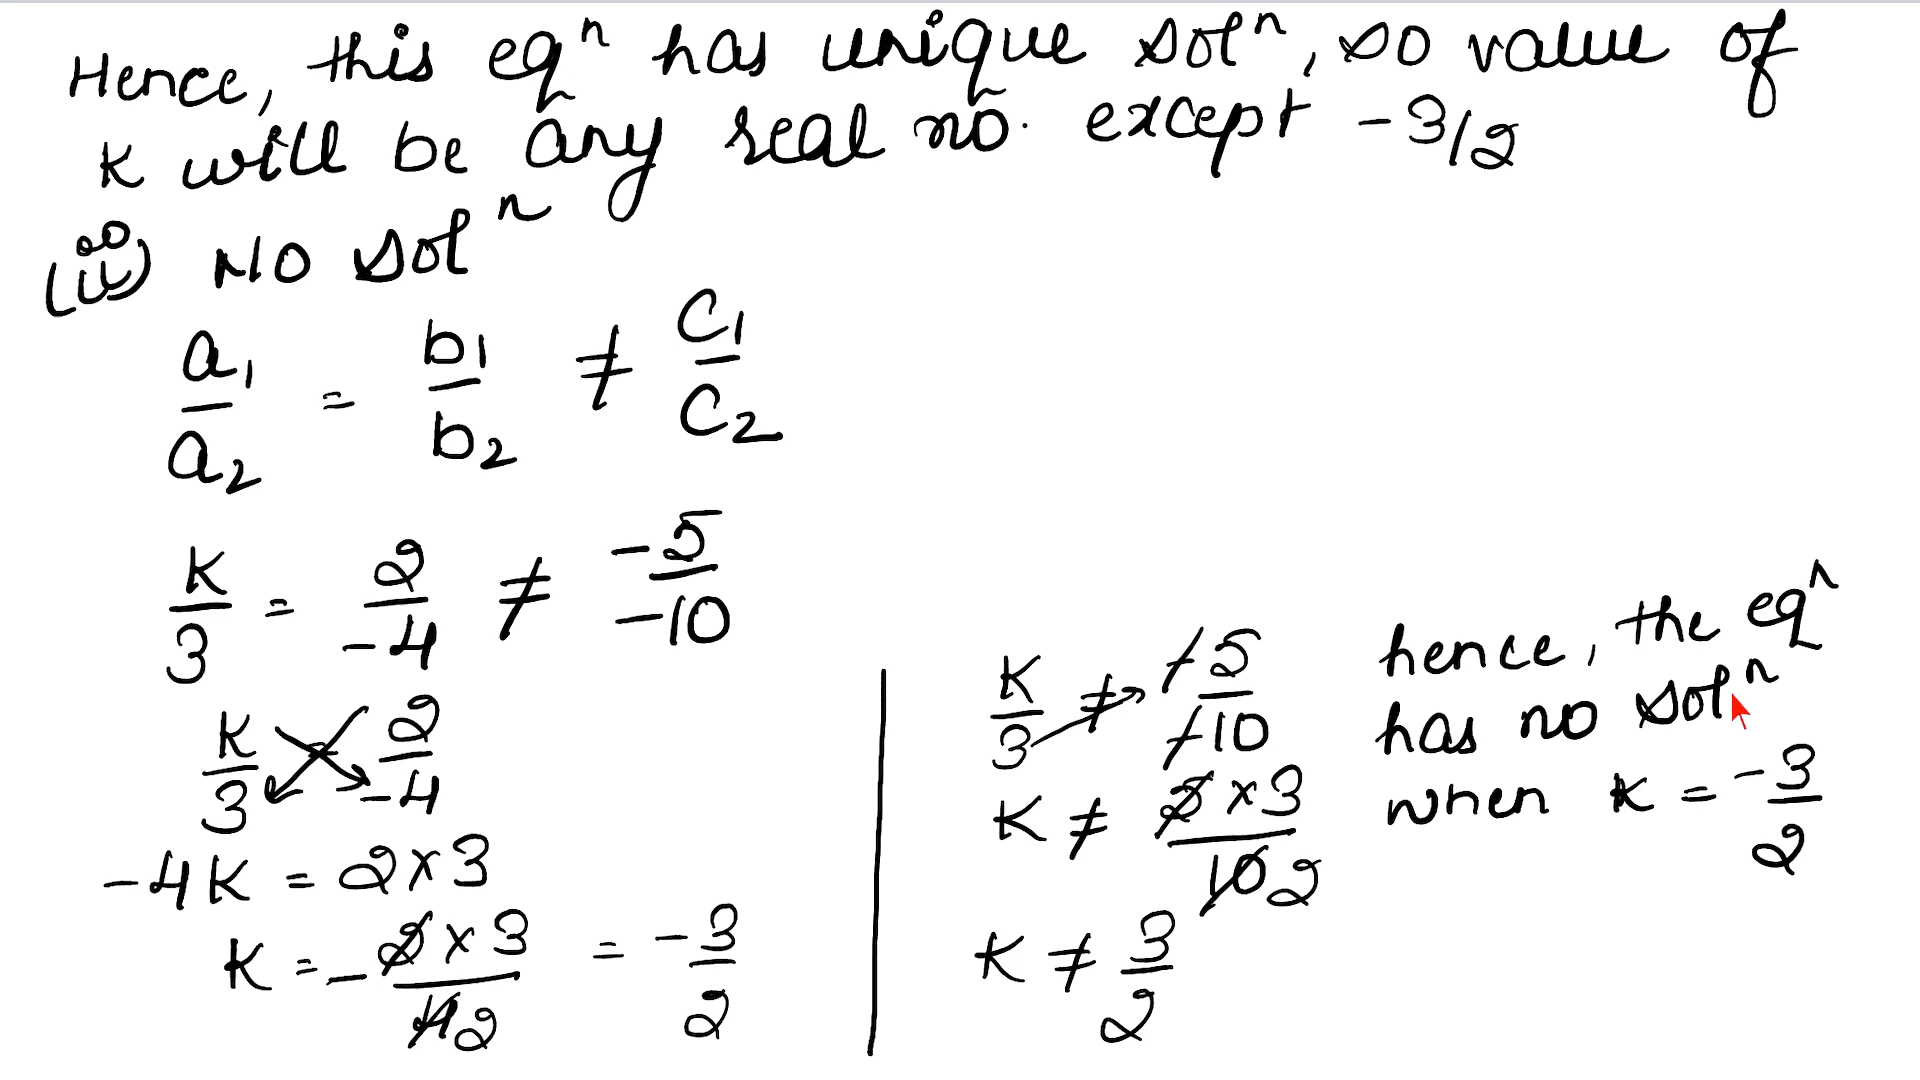 Hence, this eqⁿ has unique solⁿ, so value of
K will be any real no. except -3/2
(ii) No solⁿ
a₁/a₂ = b₁/b₂ ≠ C₁/C₂
K/3 = 2/-4 ≠ -5/-10
K/3 = 2/-4
-4K = 2×3
K = -2×3/4 2 = -3/2
K/3 ≠ -5/-10
K ≠ 5×3/10 2
K ≠ 3/2
hence, the eqⁿ
has no solⁿ
when K = -3/2